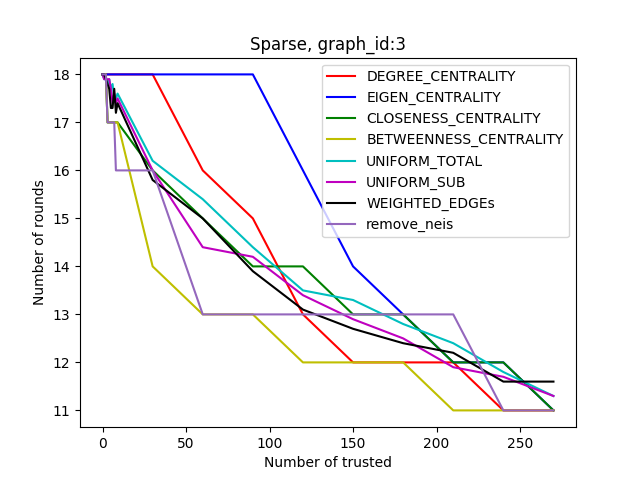 Sparse, graph_id:3
DEGREE_CENTRALITY
EIGEN_CENTRALITY
CLOSENESS_CENTRALITY
BETWEENNESS_CENTRALITY
UNIFORM_TOTAL
UNIFORM_SUB
WEIGHTED_EDGEs
remove_neis
Number of rounds
18
17
16
15
14
13
12
11
0 50 100 150 200 250
Number of trusted